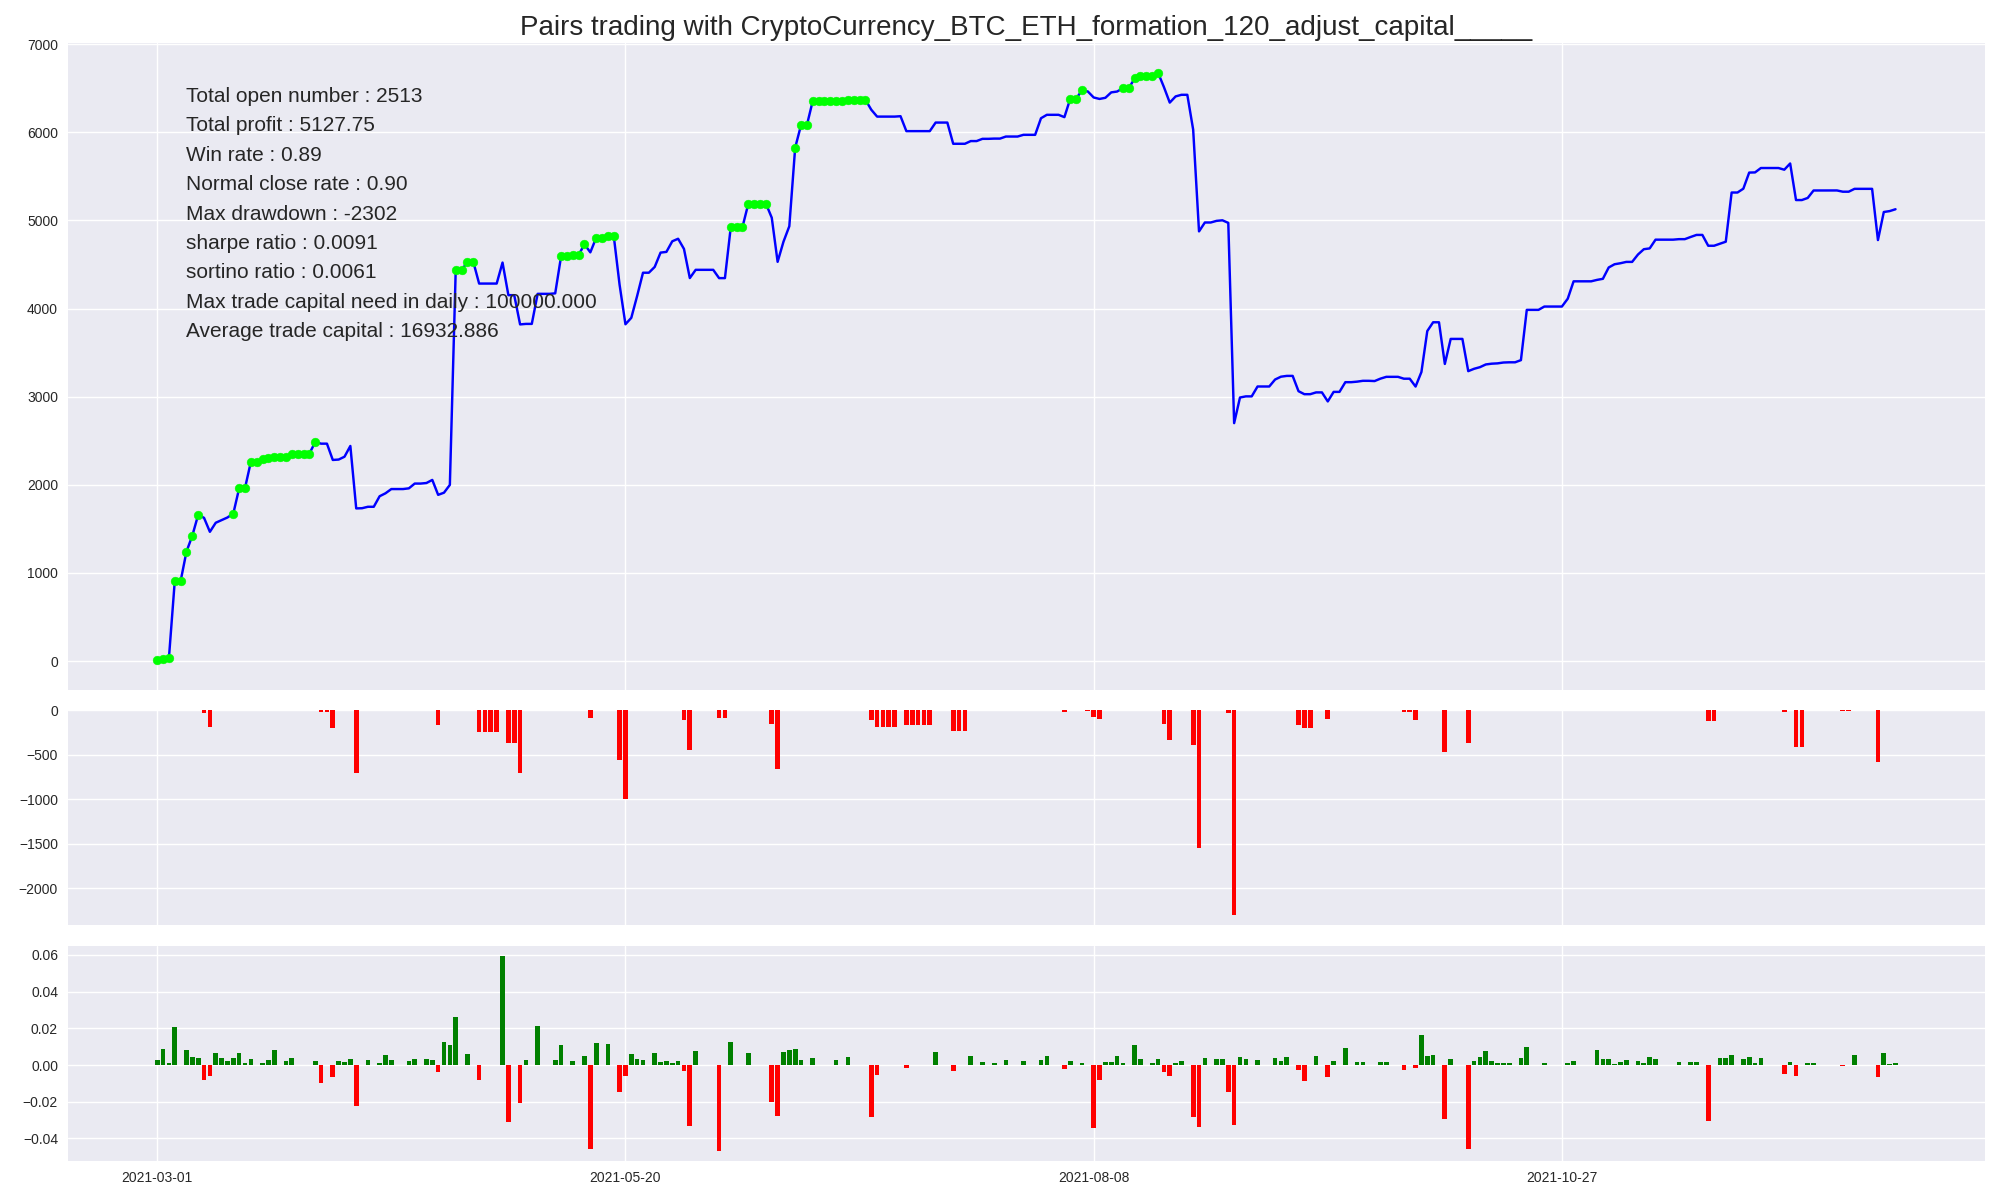 Pairs trading with CryptoCurrency_BTC_ETH_formation_120_adjust_capital_____
7000
6000
5000
4000
3000
2000
1000
0
Total open number : 2513
Total profit : 5127.75
Win rate : 0.89
Normal close rate : 0.90
Max drawdown : -2302
sharpe ratio : 0.0091
sortino ratio : 0.0061
Max trade capital need in daily : 100000.000
Average trade capital : 16932.886
0
−500
−1000
−1500
−2000
0.06
0.04
0.02
0.00
−0.02
−0.04
2021-03-01 2021-05-20 2021-08-08 2021-10-27